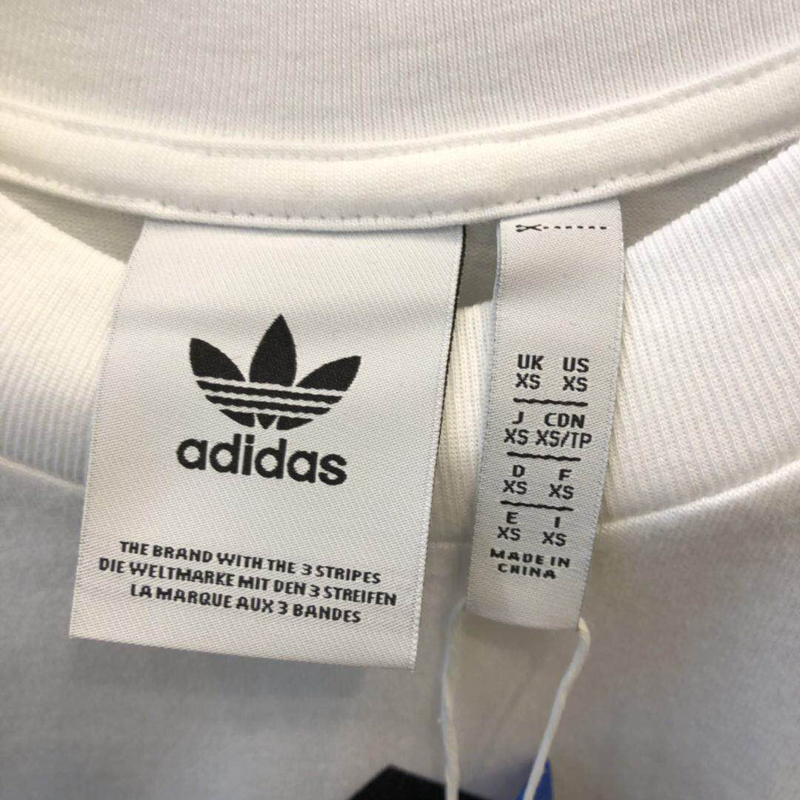 adidas
THE BRAND WITH THE 3 STRIPES
DIE WELTMARKE MIT DEN 3 STREIFEN
LA MARQUE AUX 3 BANDES
UK US
XS XS
J CDN
XS XS/TP
D F
XS XS
E I
XS XS
MADE IN
CHINA